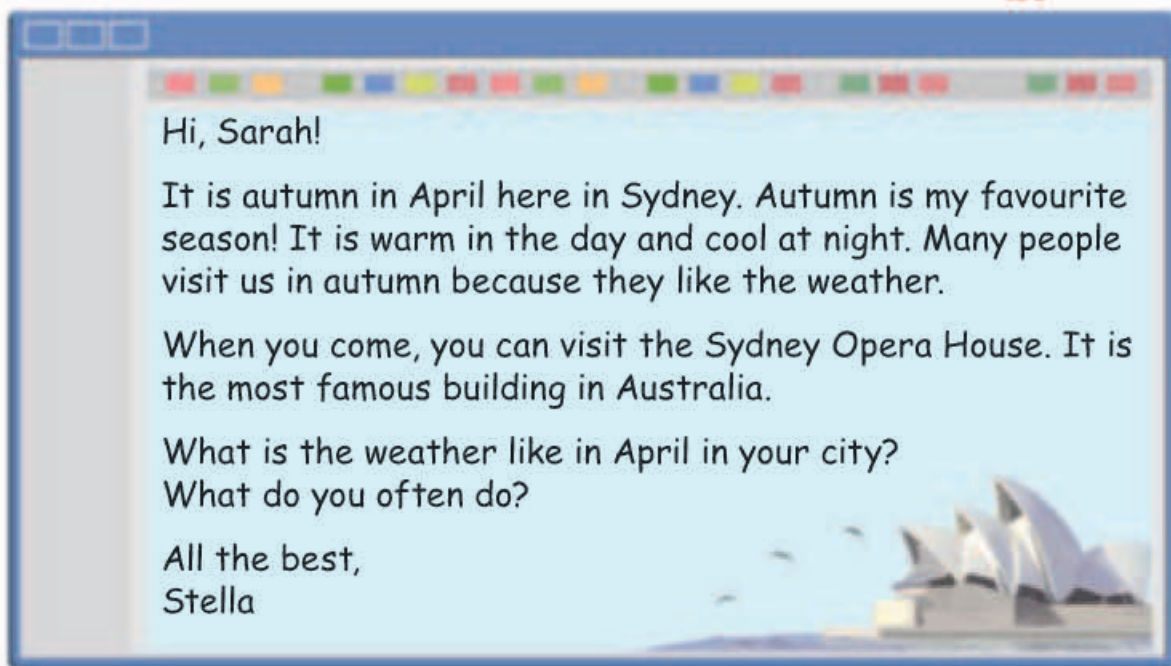 Hi, Sarah!
It is autumn in April here in Sydney. Autumn is my favourite
season! It is warm in the day and cool at night. Many people
visit us in autumn because they like the weather.
When you come, you can visit the Sydney Opera House. It is
the most famous building in Australia.
What is the weather like in April in your city?
What do you often do?
All the best,
Stella